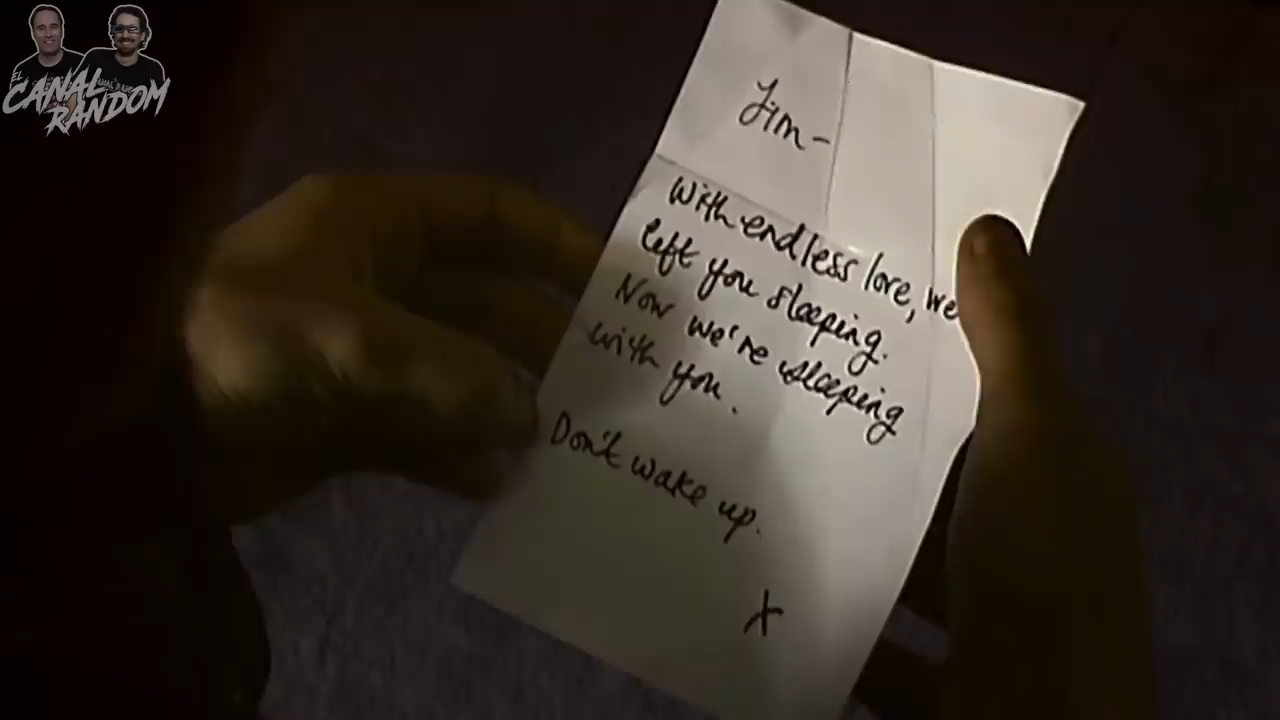 EL
CANAL
RANDOM
Jim-
With endless love, we
left you sleeping.
Now we're sleeping
with you.
Don't wake up.
X